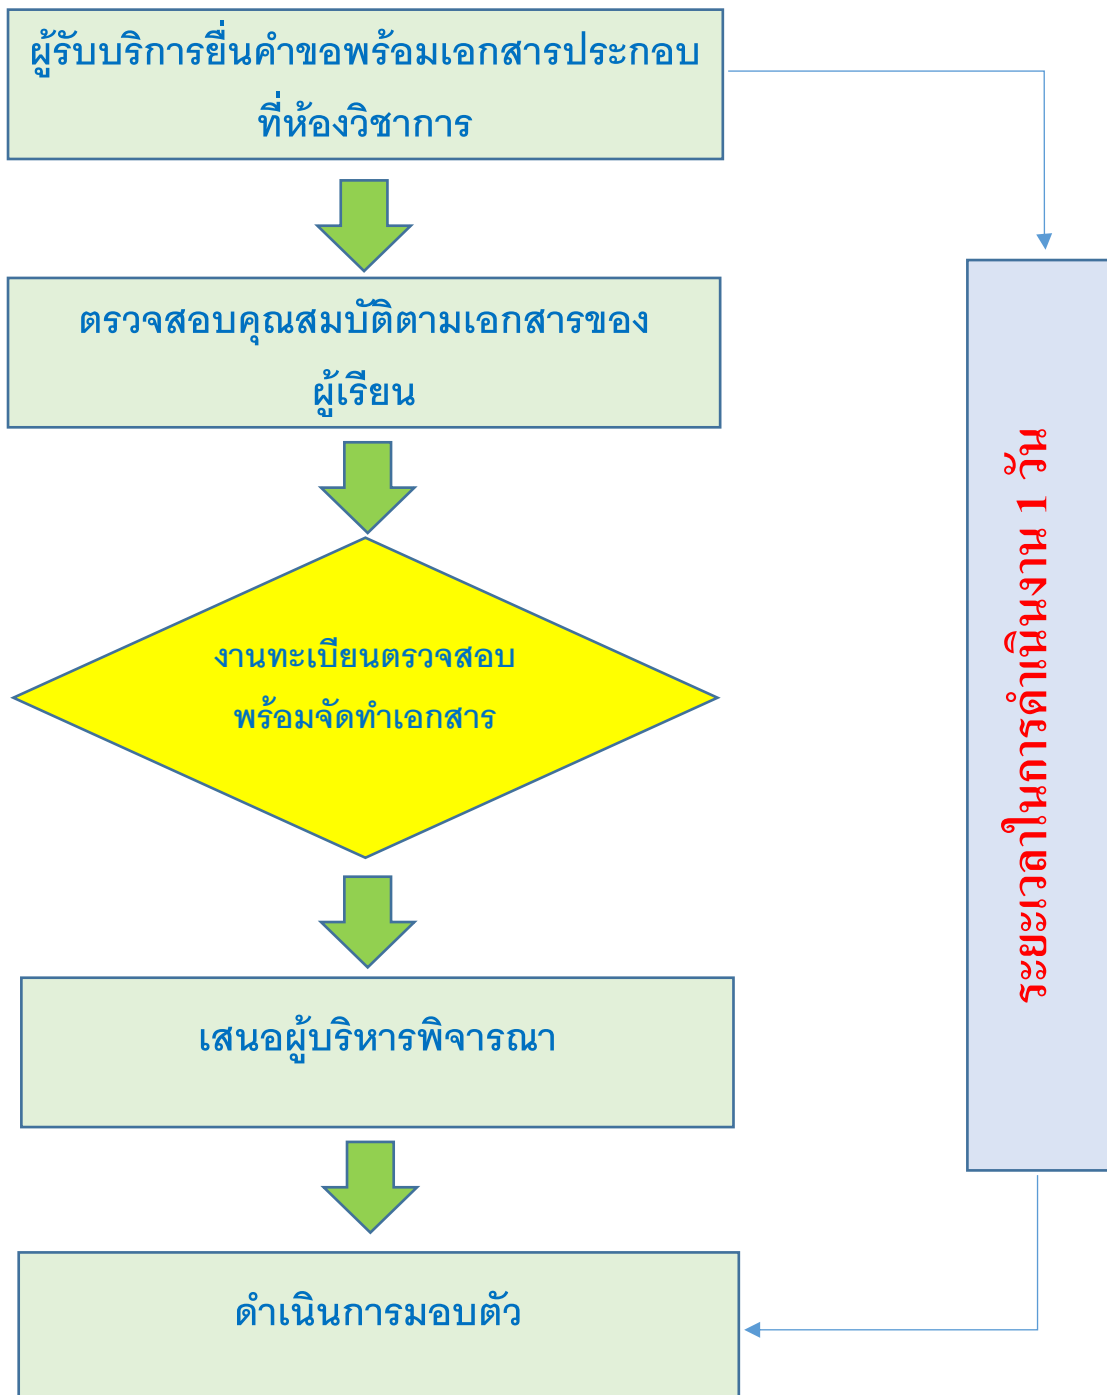 ผู้รับบริการยื่นคำขอพร้อมเอกสารประกอบ
ที่ห้องวิชาการ
ตรวจสอบคุณสมบัติตามเอกสารของ
ผู้เรียน
งานทะเบียนตรวจสอบ
พร้อมจัดทำเอกสาร
เสนอผู้บริหารพิจารณา
ดำเนินการมอบตัว
ระยะเวลาในการดำเนินงาน 1 วัน